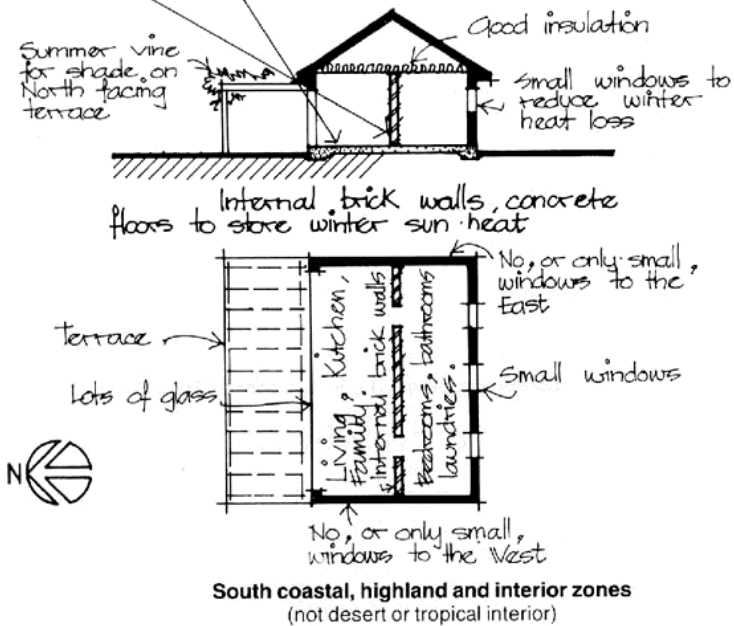 Good insulation
Summer vine
for shade on
North facing
terrace
Small windows to
reduce winter
heat loss
Internal brick walls, concrete
floors to store winter sun heat
No, or only small,
windows to the
East
Terrace
Lots of glass
Living, Kitchen,
Family,
Internal brick walls
Bedrooms, bathrooms
laundries.
Small windows
N
No, or only small,
windows to the West
South coastal, highland and interior zones
(not desert or tropical interior)